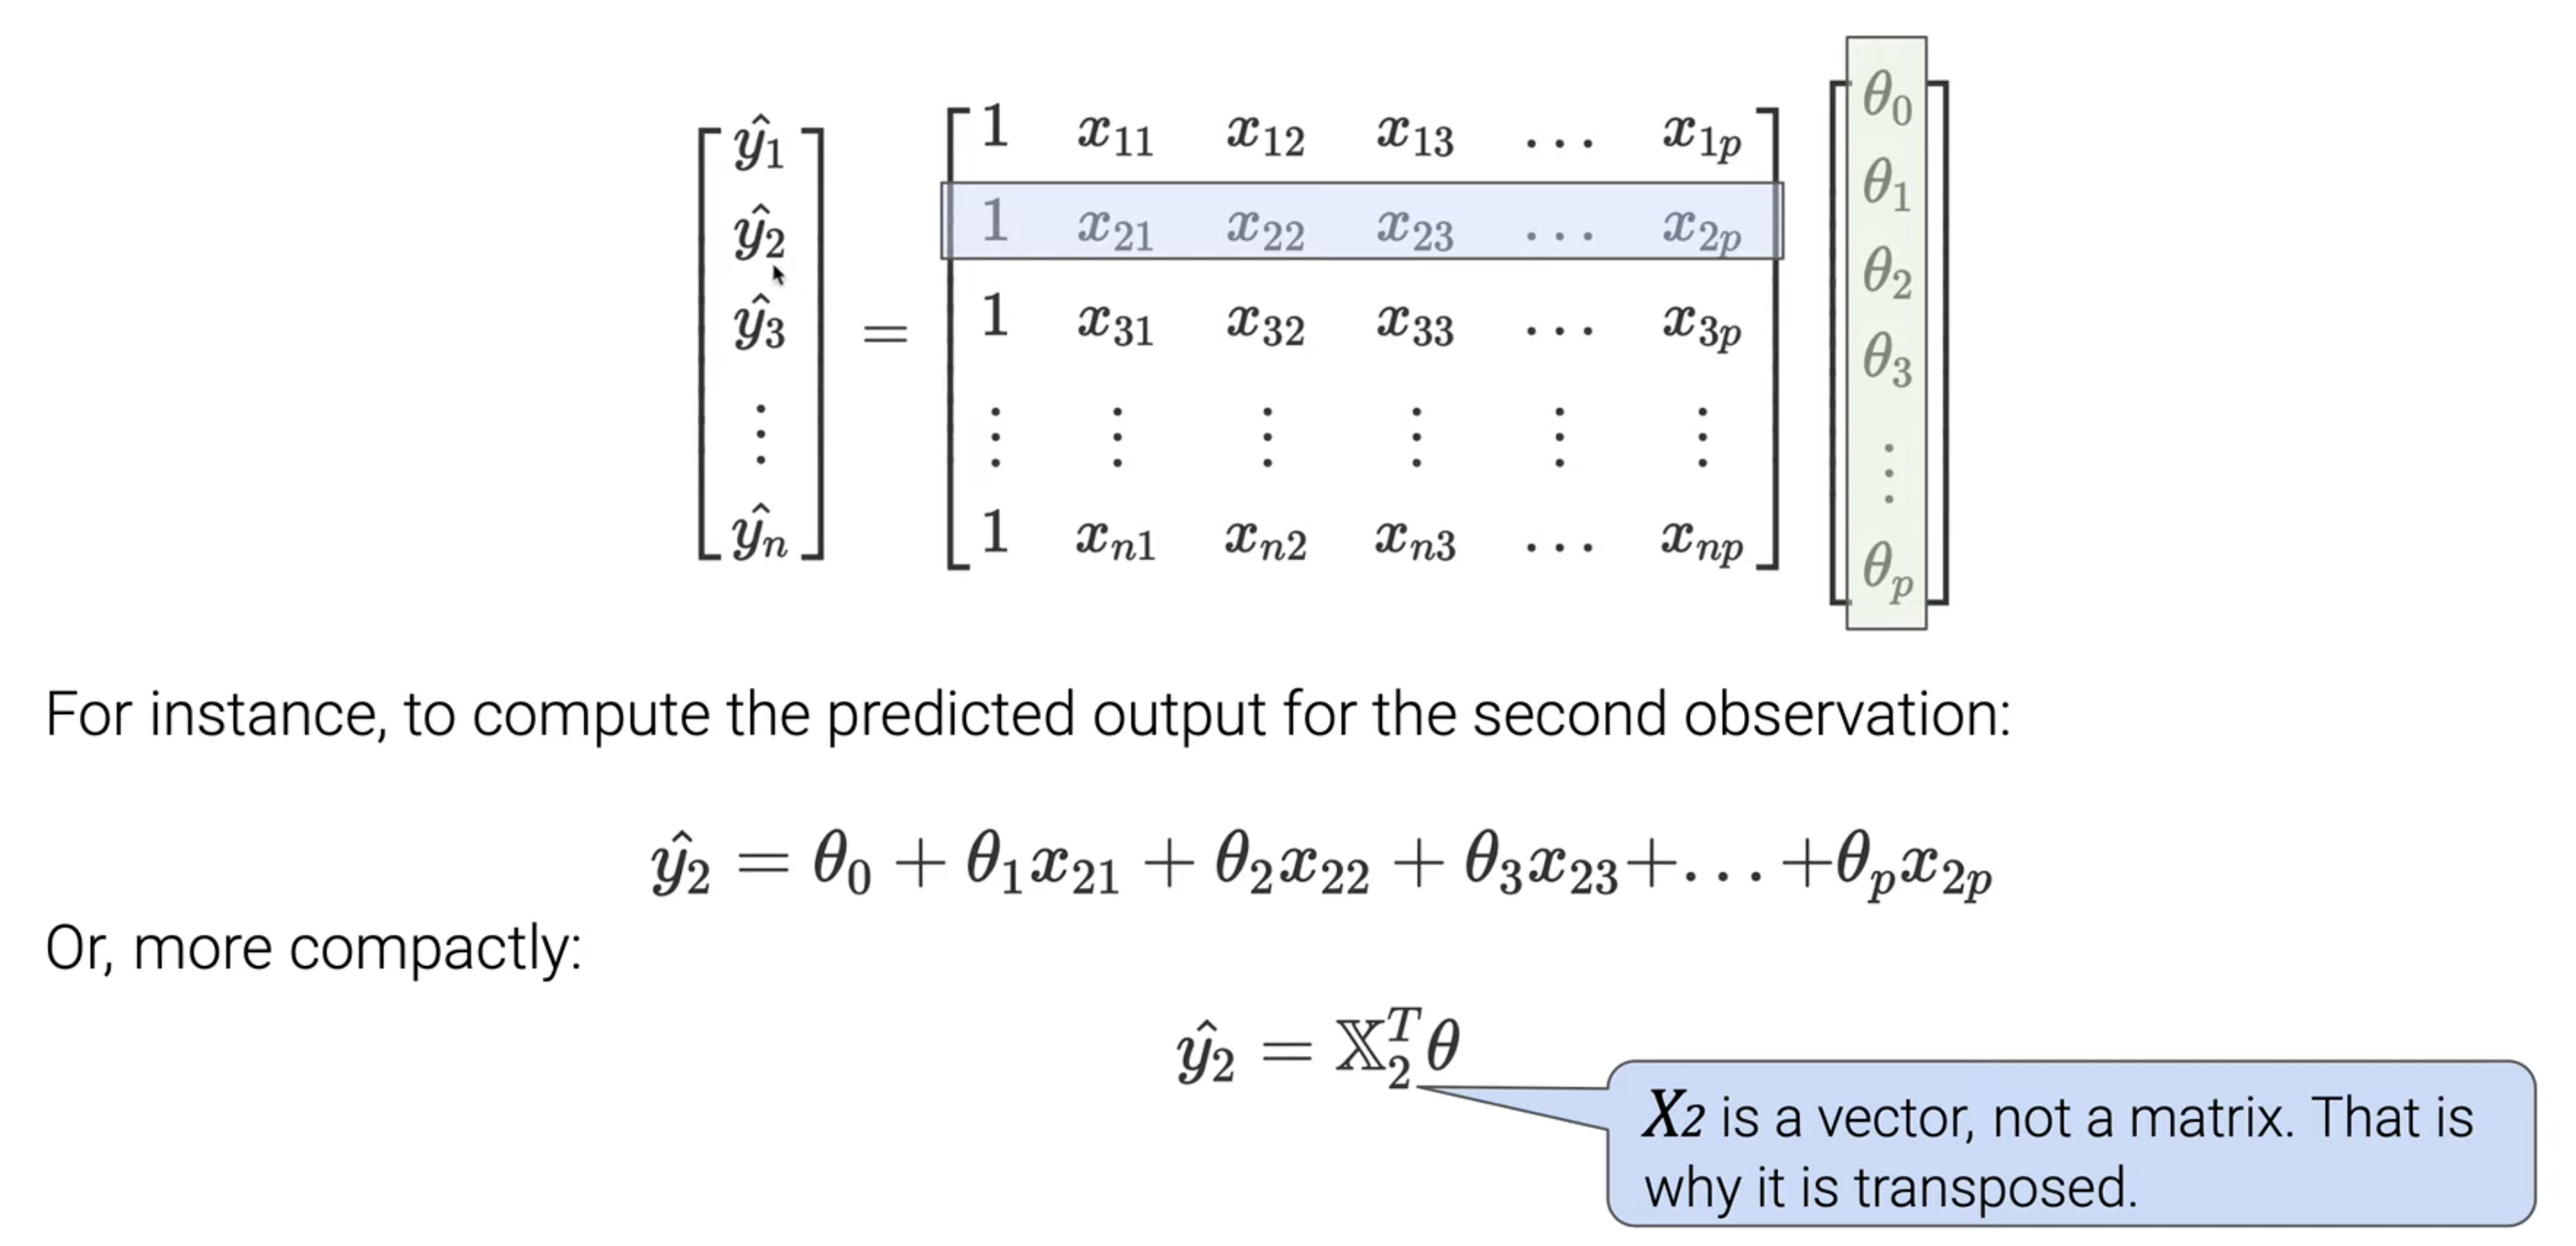 [ŷ₁ ŷ₂ ŷ₃ ⋮ ŷₙ] = [1 x₁₁ x₁₂ x₁₃ … x₁ₚ
1 x₂₁ x₂₂ x₂₃ … x₂ₚ
1 x₃₁ x₃₂ x₃₃ … x₃ₚ
⋮ ⋮ ⋮ ⋮ ⋮ ⋮
1 xₙ₁ xₙ₂ xₙ₃ … xₙₚ] [θ₀ θ₁ θ₂ θ₃ ⋮ θₚ]
For instance, to compute the predicted output for the second observation:
ŷ₂ = θ₀ + θ₁x₂₁ + θ₂x₂₂ + θ₃x₂₃+… +θₚx₂ₚ
Or, more compactly:
ŷ₂ = 𝕏₂ᵀθ
X₂ is a vector, not a matrix. That is
why it is transposed.